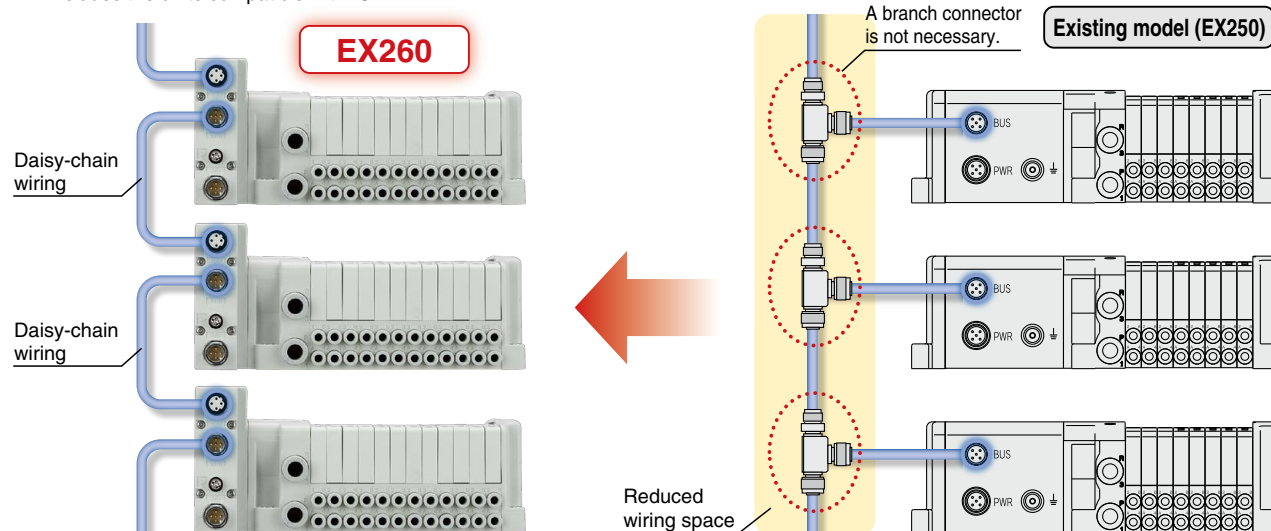 EX260
A branch connector
is not necessary.
Existing model (EX250)
Daisy-chain
wiring
Daisy-chain
wiring
BUS
PWR
BUS
PWR
BUS
PWR
Reduced
wiring space